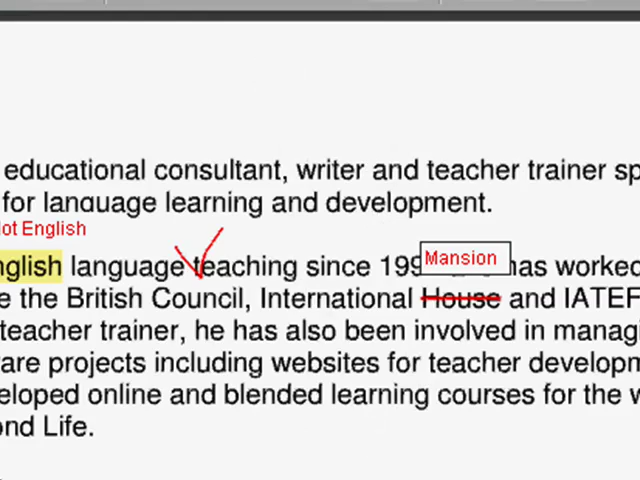 educational consultant, writer and teacher trainer sp
for language learning and development.
lot English
nglish language teaching since 199
Mansion
has worked
e the British Council, International House and IATEF
teacher trainer, he has also been involved in managi
are projects including websites for teacher developm
eloped online and blended learning courses for the w
ond Life.